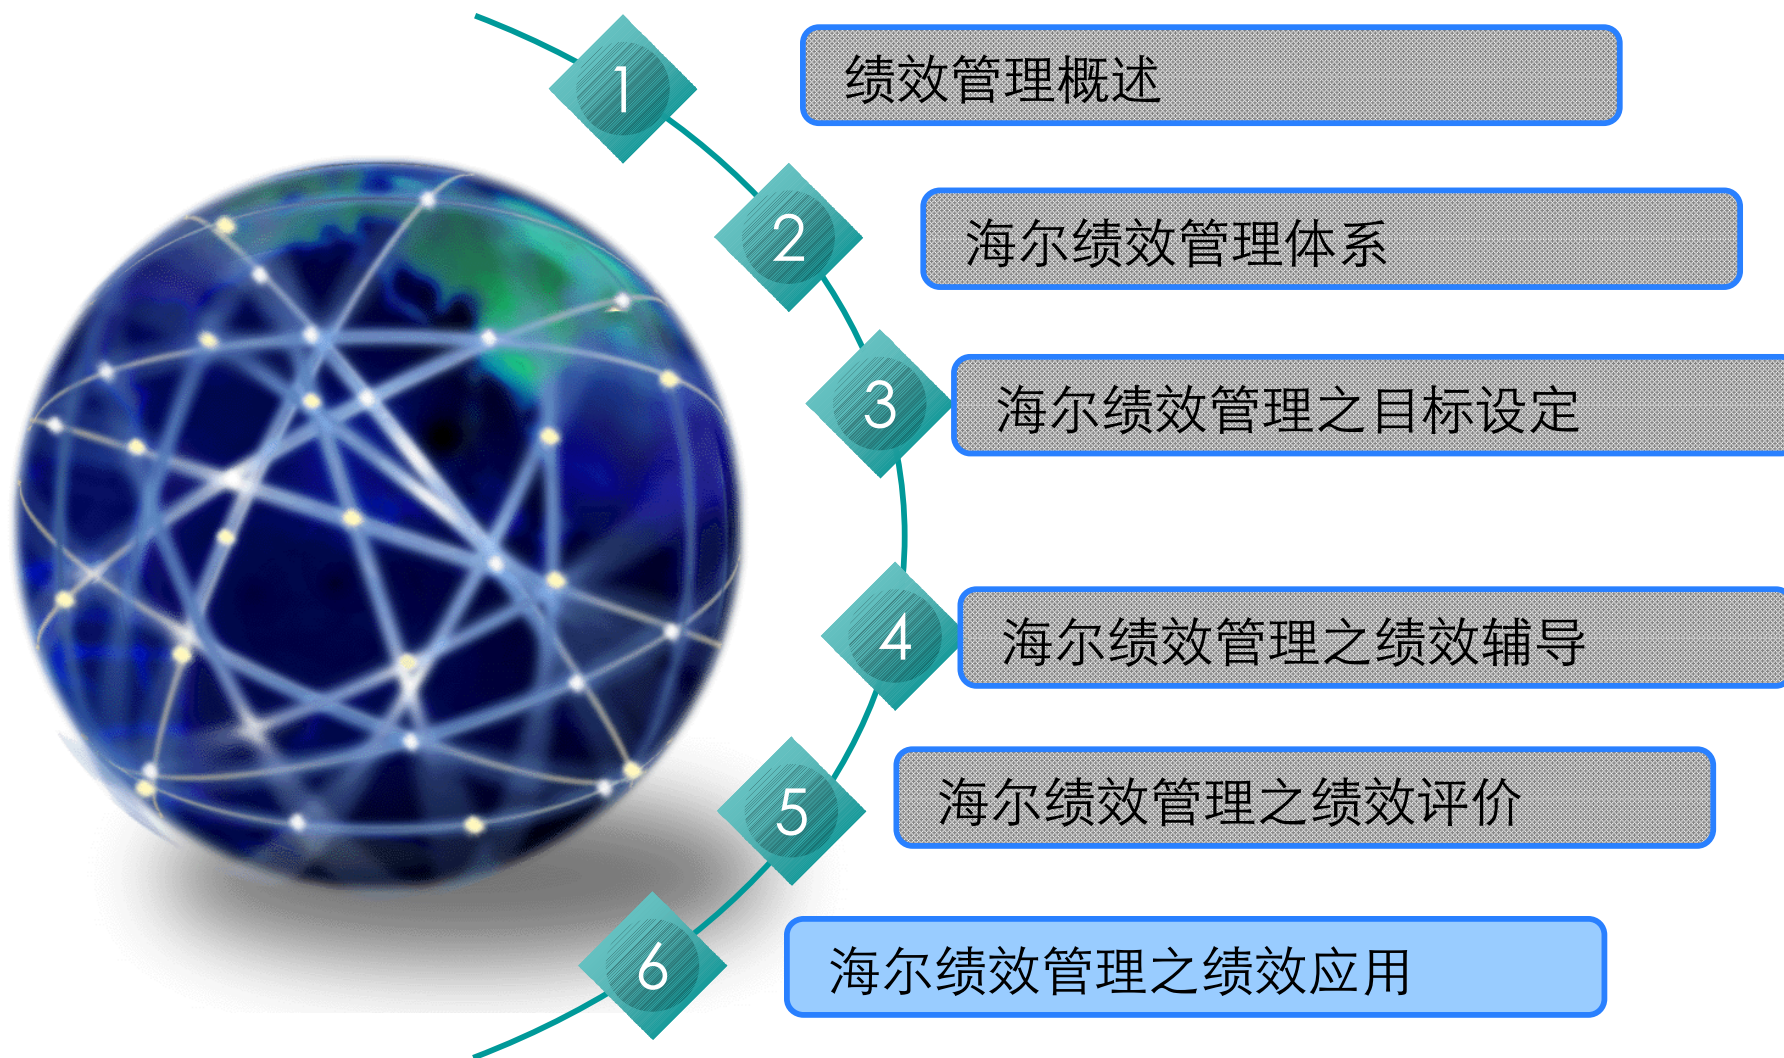 1 绩效管理概述
2 海尔绩效管理体系
3 海尔绩效管理之目标设定
4 海尔绩效管理之绩效辅导
5 海尔绩效管理之绩效评价
6 海尔绩效管理之绩效应用